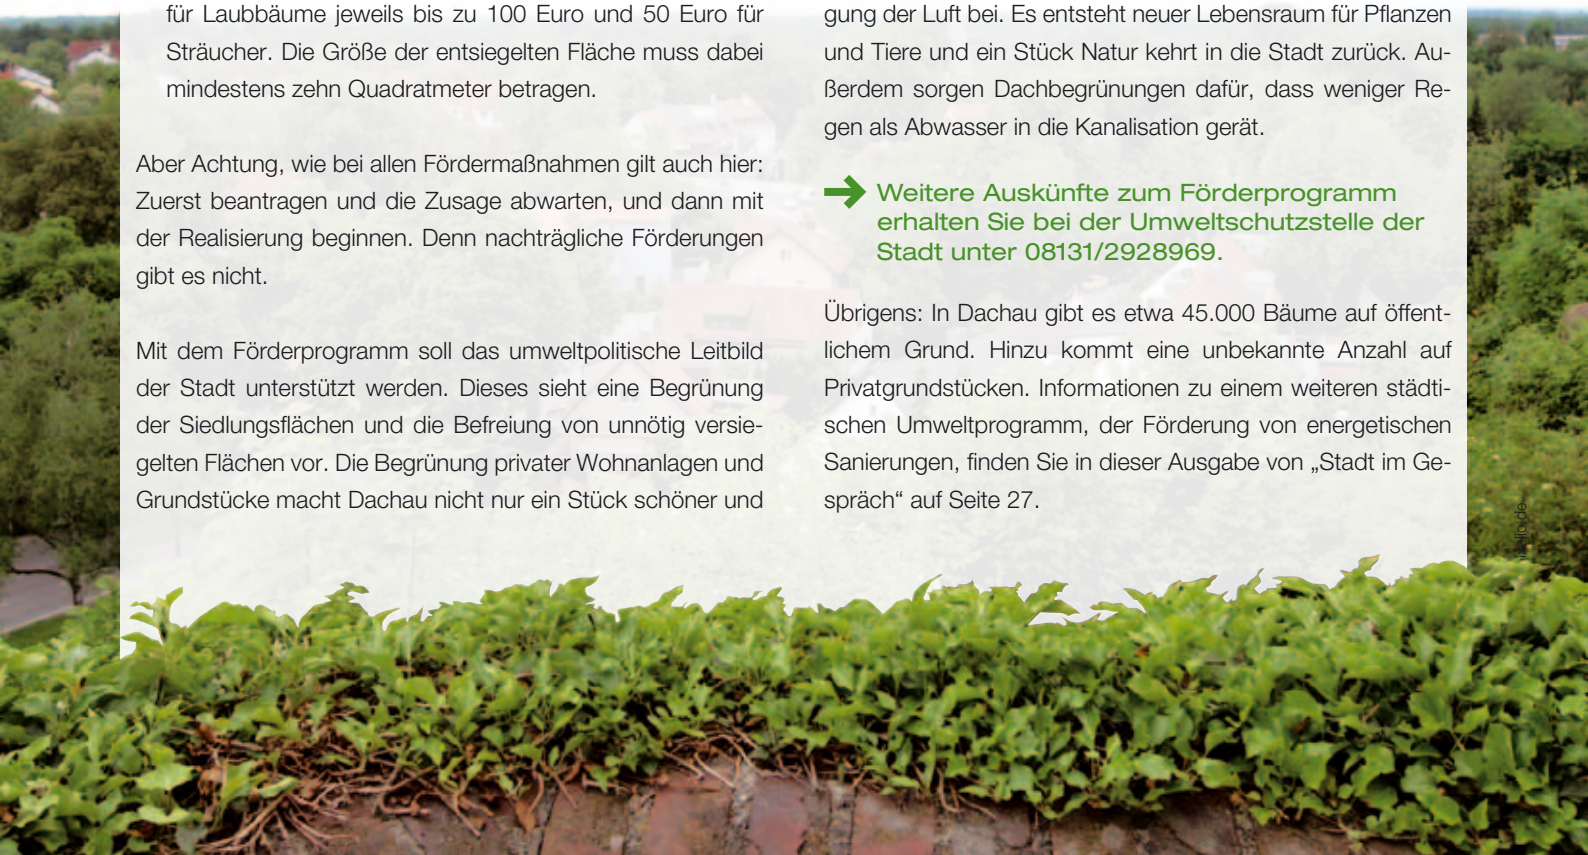 für Laubbäume jeweils bis zu 100 Euro und 50 Euro für
Sträucher. Die Größe der entsiegelten Fläche muss dabei
mindestens zehn Quadratmeter betragen.
Aber Achtung, wie bei allen Fördermaßnahmen gilt auch hier:
Zuerst beantragen und die Zusage abwarten, und dann mit
der Realisierung beginnen. Denn nachträgliche Förderungen
gibt es nicht.
Mit dem Förderprogramm soll das umweltpolitische Leitbild
der Stadt unterstützt werden. Dieses sieht eine Begrünung
der Siedlungsflächen und die Befreiung von unnötig versie-
gelten Flächen vor. Die Begrünung privater Wohnanlagen und
Grundstücke macht Dachau nicht nur ein Stück schöner und
gung der Luft bei. Es entsteht neuer Lebensraum für Pflanzen
und Tiere und ein Stück Natur kehrt in die Stadt zurück. Au-
ßerdem sorgen Dachbegrünungen dafür, dass weniger Re-
gen als Abwasser in die Kanalisation gerät.
Weitere Auskünfte zum Förderprogramm
erhalten Sie bei der Umweltschutzstelle der
Stadt unter 08131/2928969.
Übrigens: In Dachau gibt es etwa 45.000 Bäume auf öffent-
lichem Grund. Hinzu kommt eine unbekannte Anzahl auf
Privatgrundstücken. Informationen zu einem weiteren städti-
schen Umweltprogramm, der Förderung von energetischen
Sanierungen, finden Sie in dieser Ausgabe von „Stadt im Ge-
spräch“ auf Seite 27.